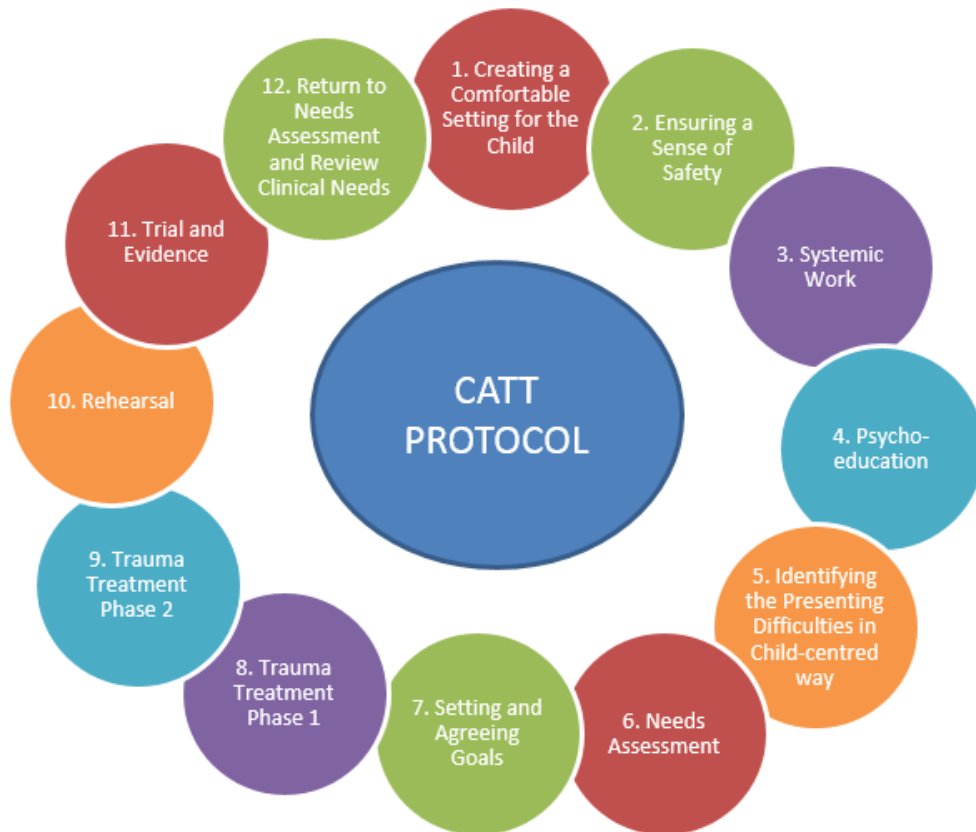 1. Creating a
Comfortable
Setting for the
Child
2. Ensuring a
Sense of
Safety
3. Systemic
Work
4. Psycho-
education
5. Identifying
the Presenting
Difficulties in
Child-centred
way
6. Needs
Assessment
7. Setting and
Agreeing
Goals
8. Trauma
Treatment
Phase 1
9. Trauma
Treatment
Phase 2
10. Rehearsal
11. Trial and
Evidence
12. Return to
Needs
Assessment
and Review
Clinical Needs
CATT
PROTOCOL